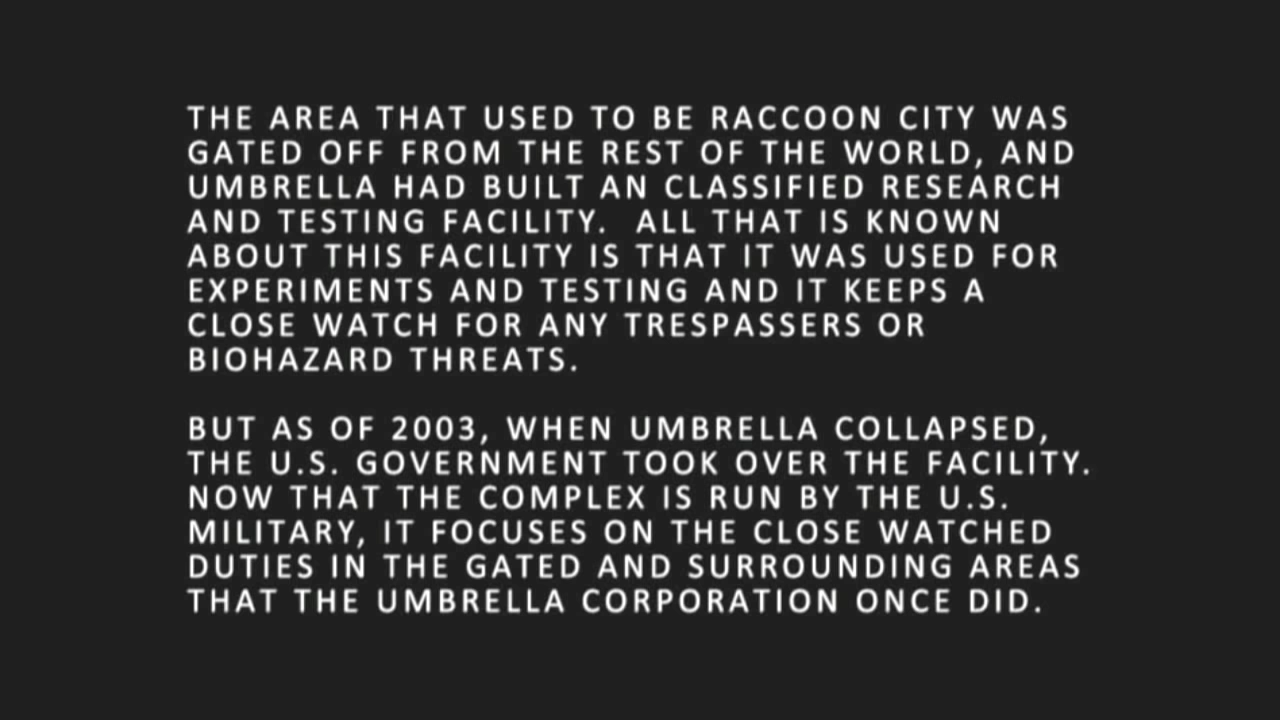 THE AREA THAT USED TO BE RACCOON CITY WAS
GATED OFF FROM THE REST OF THE WORLD, AND
UMBRELLA HAD BUILT AN CLASSIFIED RESEARCH
AND TESTING FACILITY.  ALL THAT IS KNOWN
ABOUT THIS FACILITY IS THAT IT WAS USED FOR
EXPERIMENTS AND TESTING AND IT KEEPS A
CLOSE WATCH FOR ANY TRESPASSERS OR
BIOHAZARD THREATS.
BUT AS OF 2003, WHEN UMBRELLA COLLAPSED,
THE U.S. GOVERNMENT TOOK OVER THE FACILITY.
NOW THAT THE COMPLEX IS RUN BY THE U.S.
MILITARY, IT FOCUSES ON THE CLOSE WATCHED
DUTIES IN THE GATED AND SURROUNDING AREAS
THAT THE UMBRELLA CORPORATION ONCE DID.